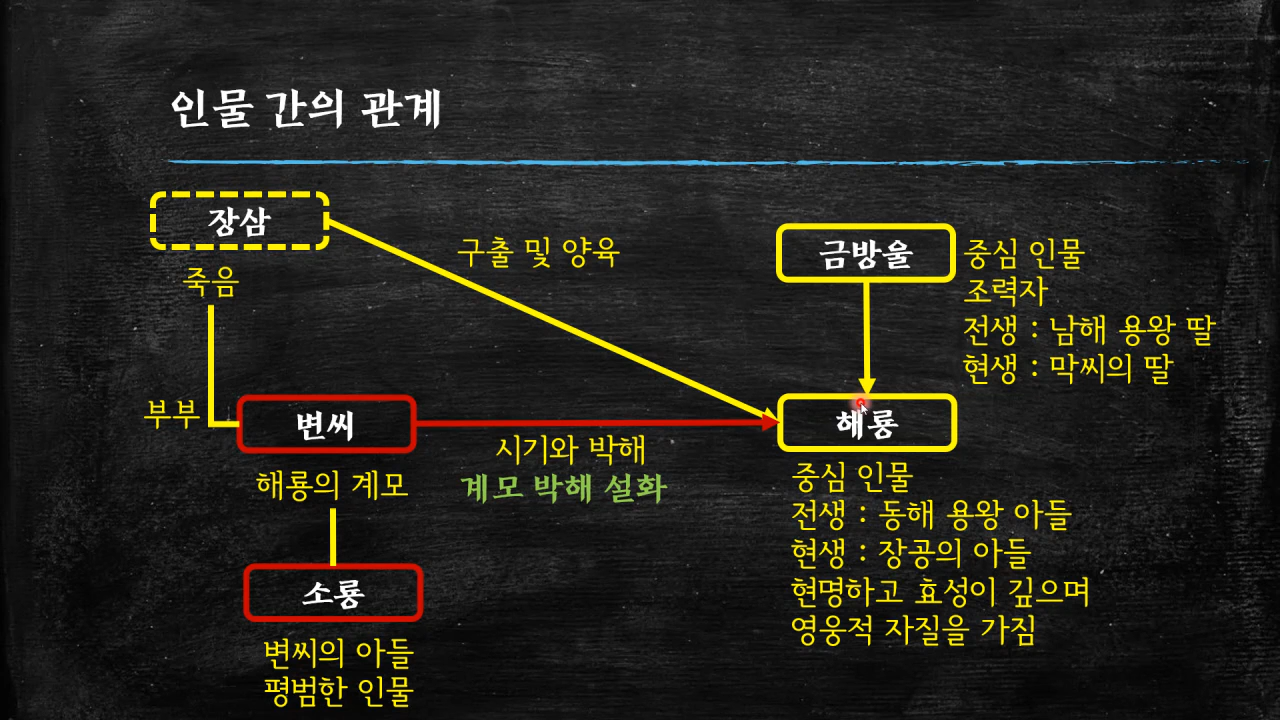 인물 간의 관계
장삼
죽음
부부
구출 및 양육
금방울
중심 인물
조력자
전생 : 남해 용왕 딸
현생 : 막씨의 딸
변씨
해룡의 계모
시기와 박해
계모 박해 설화
해룡
중심 인물
전생 : 동해 용왕 아들
현생 : 장공의 아들
현명하고 효성이 깊으며
영웅적 자질을 가짐
소룡
변씨의 아들
평범한 인물